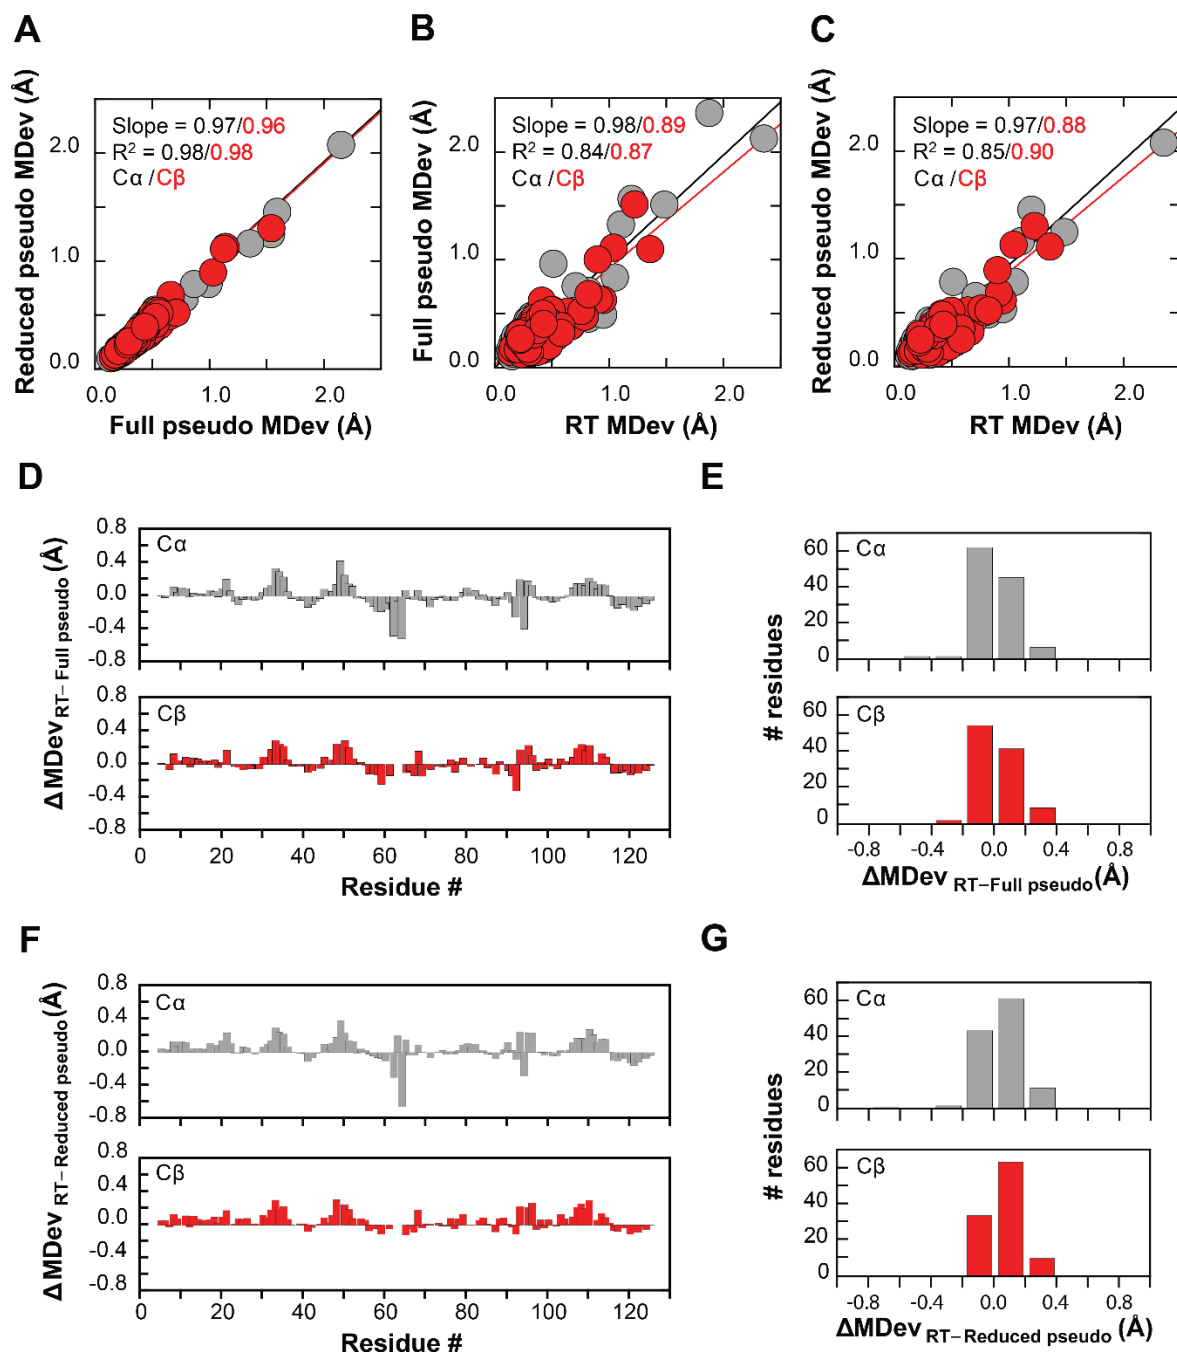 A
Reduced pseudo MDev (Å)
2.0
1.0
0.0
Slope = 0.97/0.96
R² = 0.98/0.98
Cα /Cβ
0.0 1.0 2.0
Full pseudo MDev (Å)
B
Full pseudo MDev (Å)
2.0
1.0
0.0
Slope = 0.98/0.89
R² = 0.84/0.87
Cα /Cβ
0.0 1.0 2.0
RT MDev (Å)
C
Reduced pseudo MDev (Å)
2.0
1.0
0.0
Slope = 0.97/0.88
R² = 0.85/0.90
Cα /Cβ
0.0 1.0 2.0
RT MDev (Å)
D
ΔMDev RT−Full pseudo (Å)
0.8
0.4
0.0
-0.4
-0.8
Cα
0.8
0.4
0.0
-0.4
-0.8
Cβ
0 20 40 60 80 100 120
Residue #
E
# residues
60
40
20
0
Cα
60
40
20
0
Cβ
-0.8 -0.4 0.0 0.4 0.8
ΔMDev RT−Full pseudo(Å)
F
ΔMDev RT−Reduced pseudo(Å)
0.8
0.4
0.0
-0.4
-0.8
Cα
0.8
0.4
0.0
-0.4
-0.8
Cβ
0 20 40 60 80 100 120
Residue #
G
# residues
60
40
20
0
Cα
60
40
20
0
Cβ
-0.8 -0.4 0.0 0.4 0.8
ΔMDev RT−Reduced pseudo (Å)